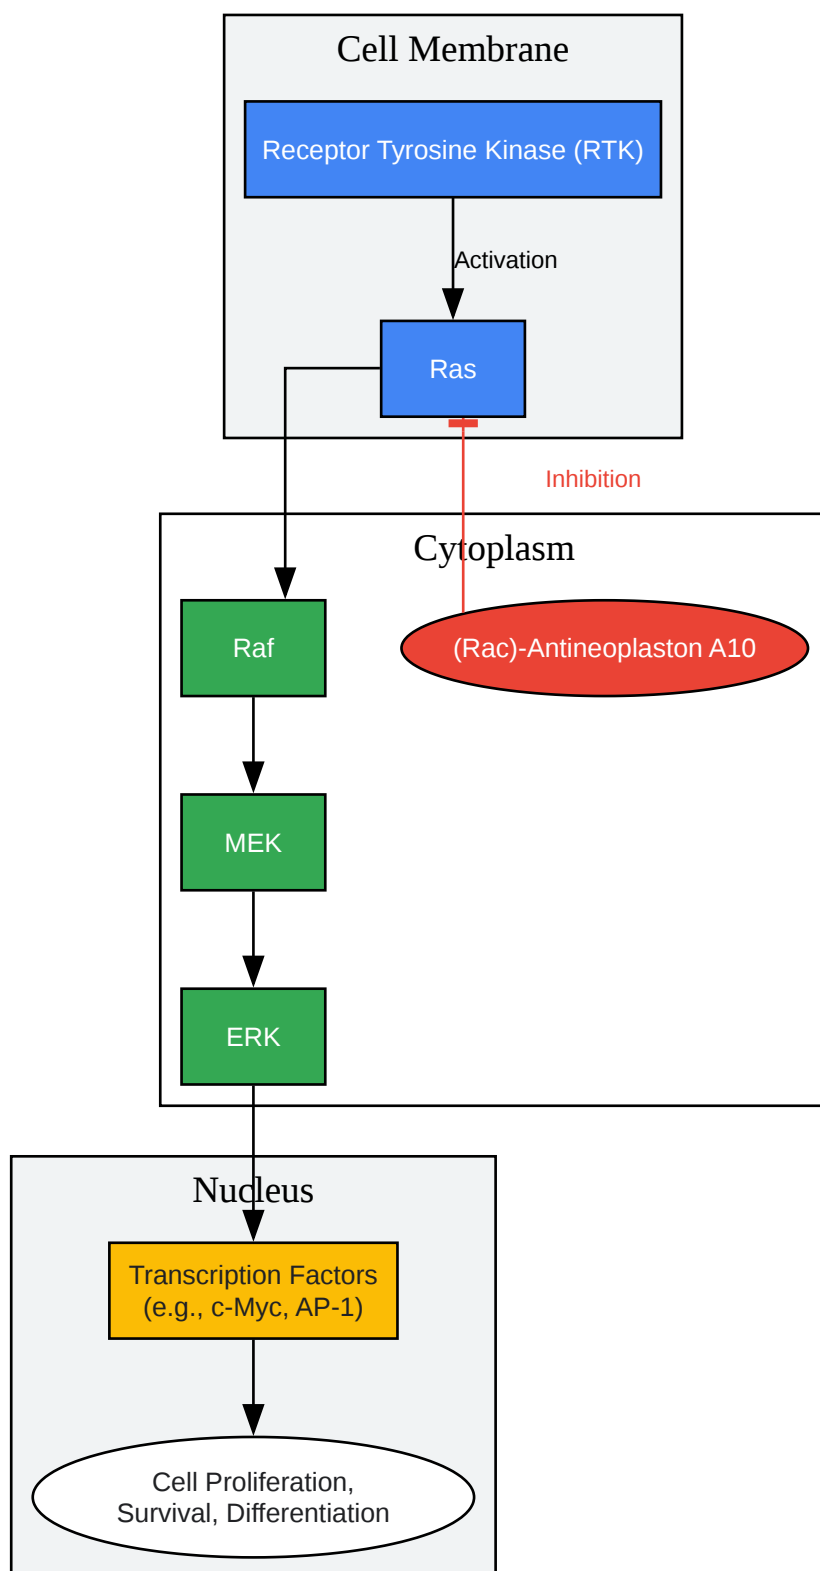 Cell Membrane
Receptor Tyrosine Kinase (RTK)
Activation
Ras
Inhibition
Cytoplasm
Raf
(Rac)-Antineoplaston A10
MEK
ERK
Nucleus
Transcription Factors
(e.g., c-Myc, AP-1)
Cell Proliferation,
Survival, Differentiation